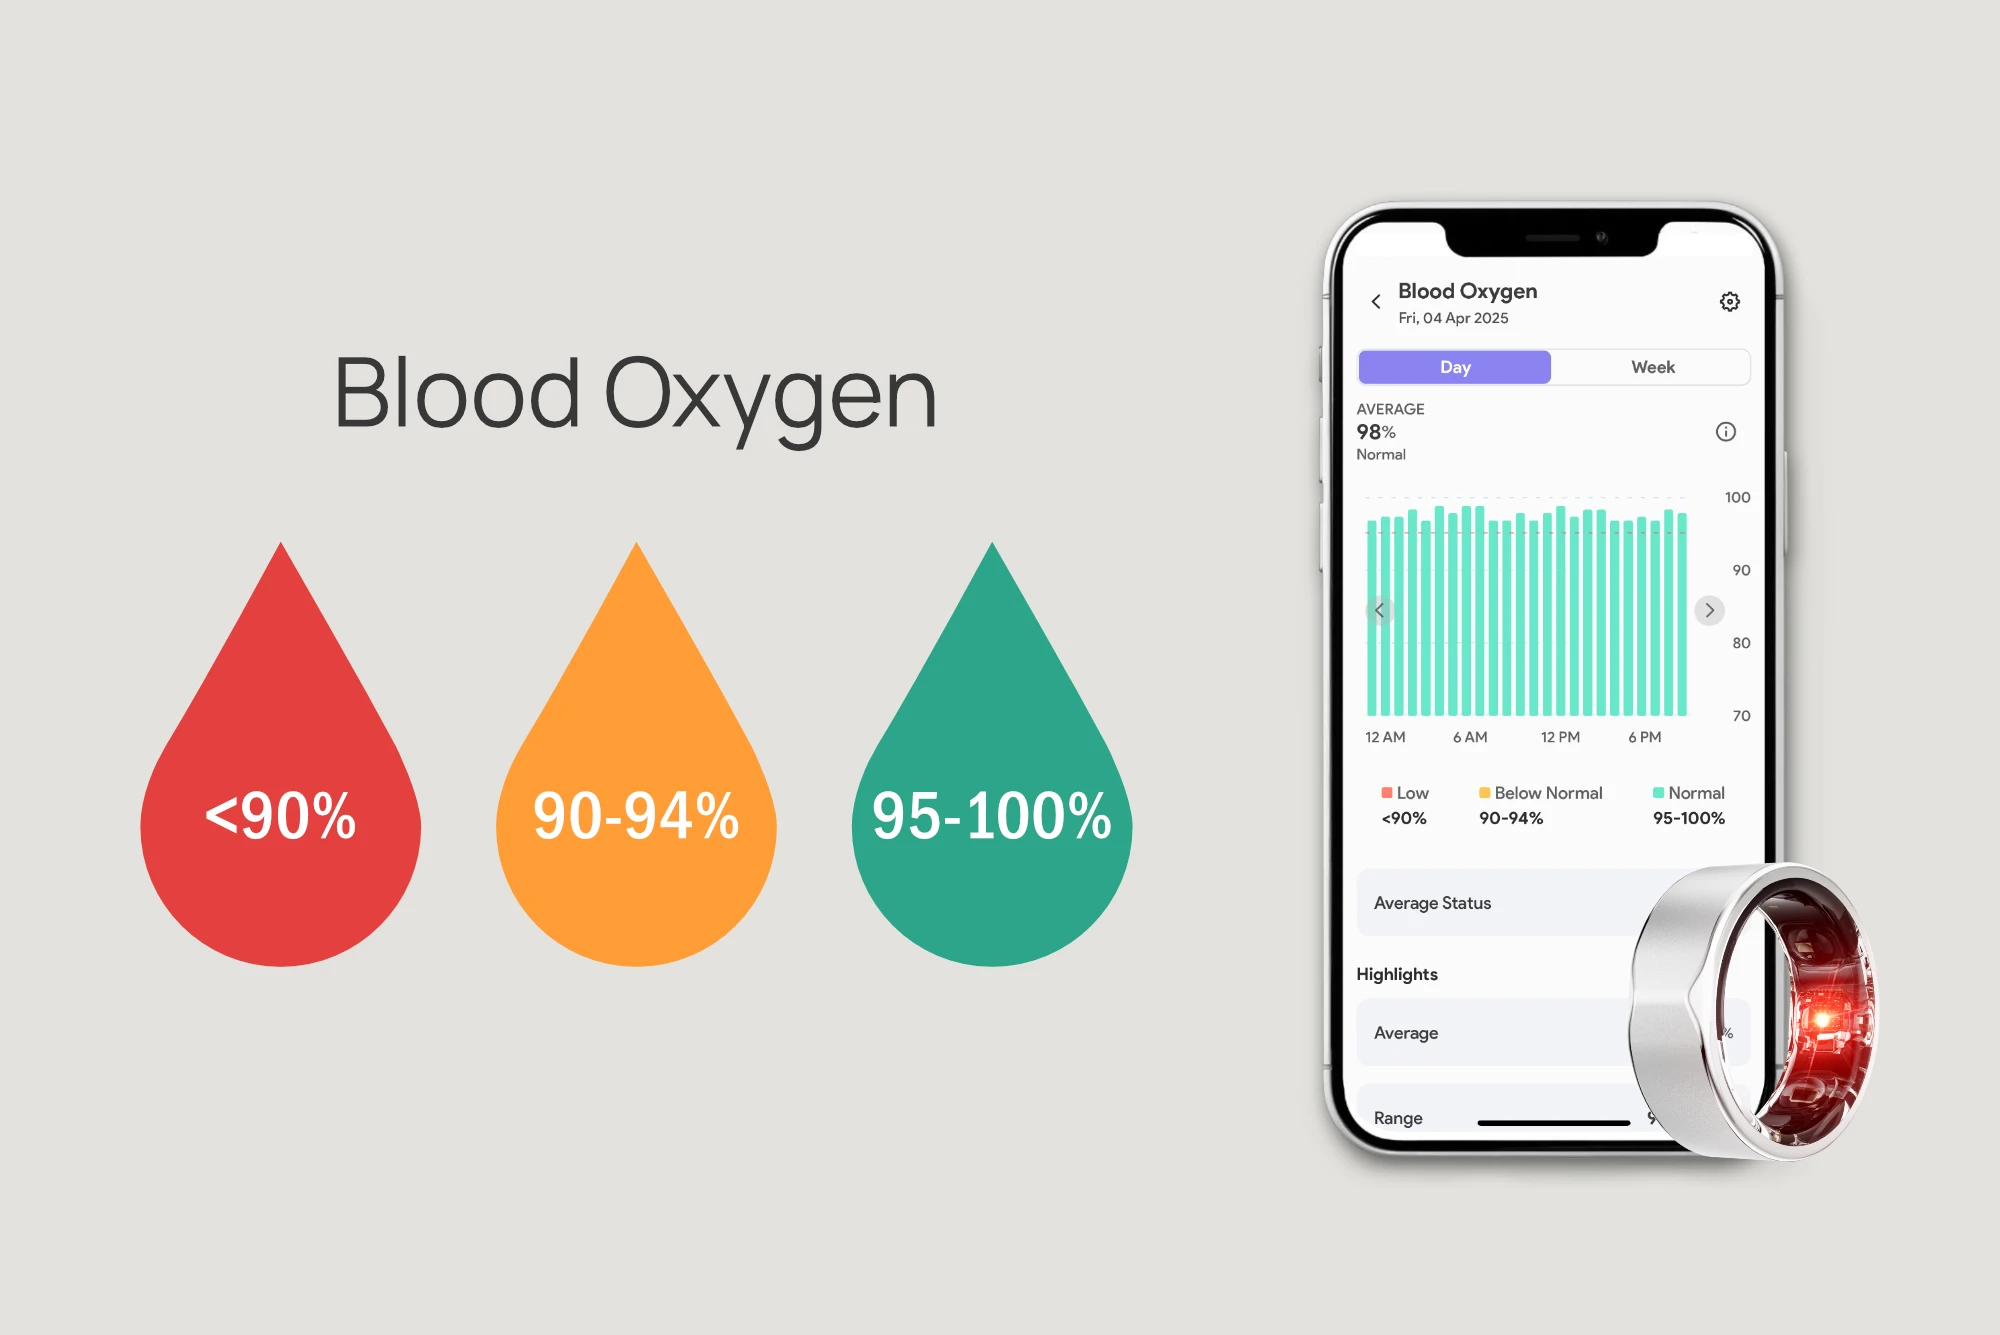 Blood Oxygen
<90%
90-94%
95-100%
Blood Oxygen
Fri, 04 Apr 2025
Day
Week
AVERAGE
98%
Normal
100
90
80
70
12 AM
6 AM
12 PM
6 PM
Low
<90%
Below Normal
90-94%
Normal
95-100%
Average Status
Highlights
Average
%
Range